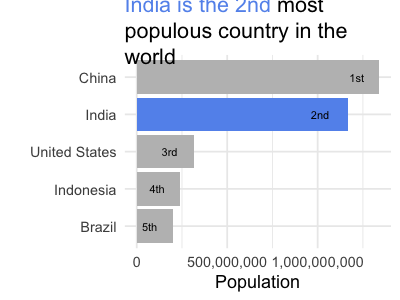 India is the 2nd most
populous country in the
world
China
1st
India
2nd
United States
3rd
Indonesia
4th
Brazil
5th
0 500,000,000 1,000,000,000
Population